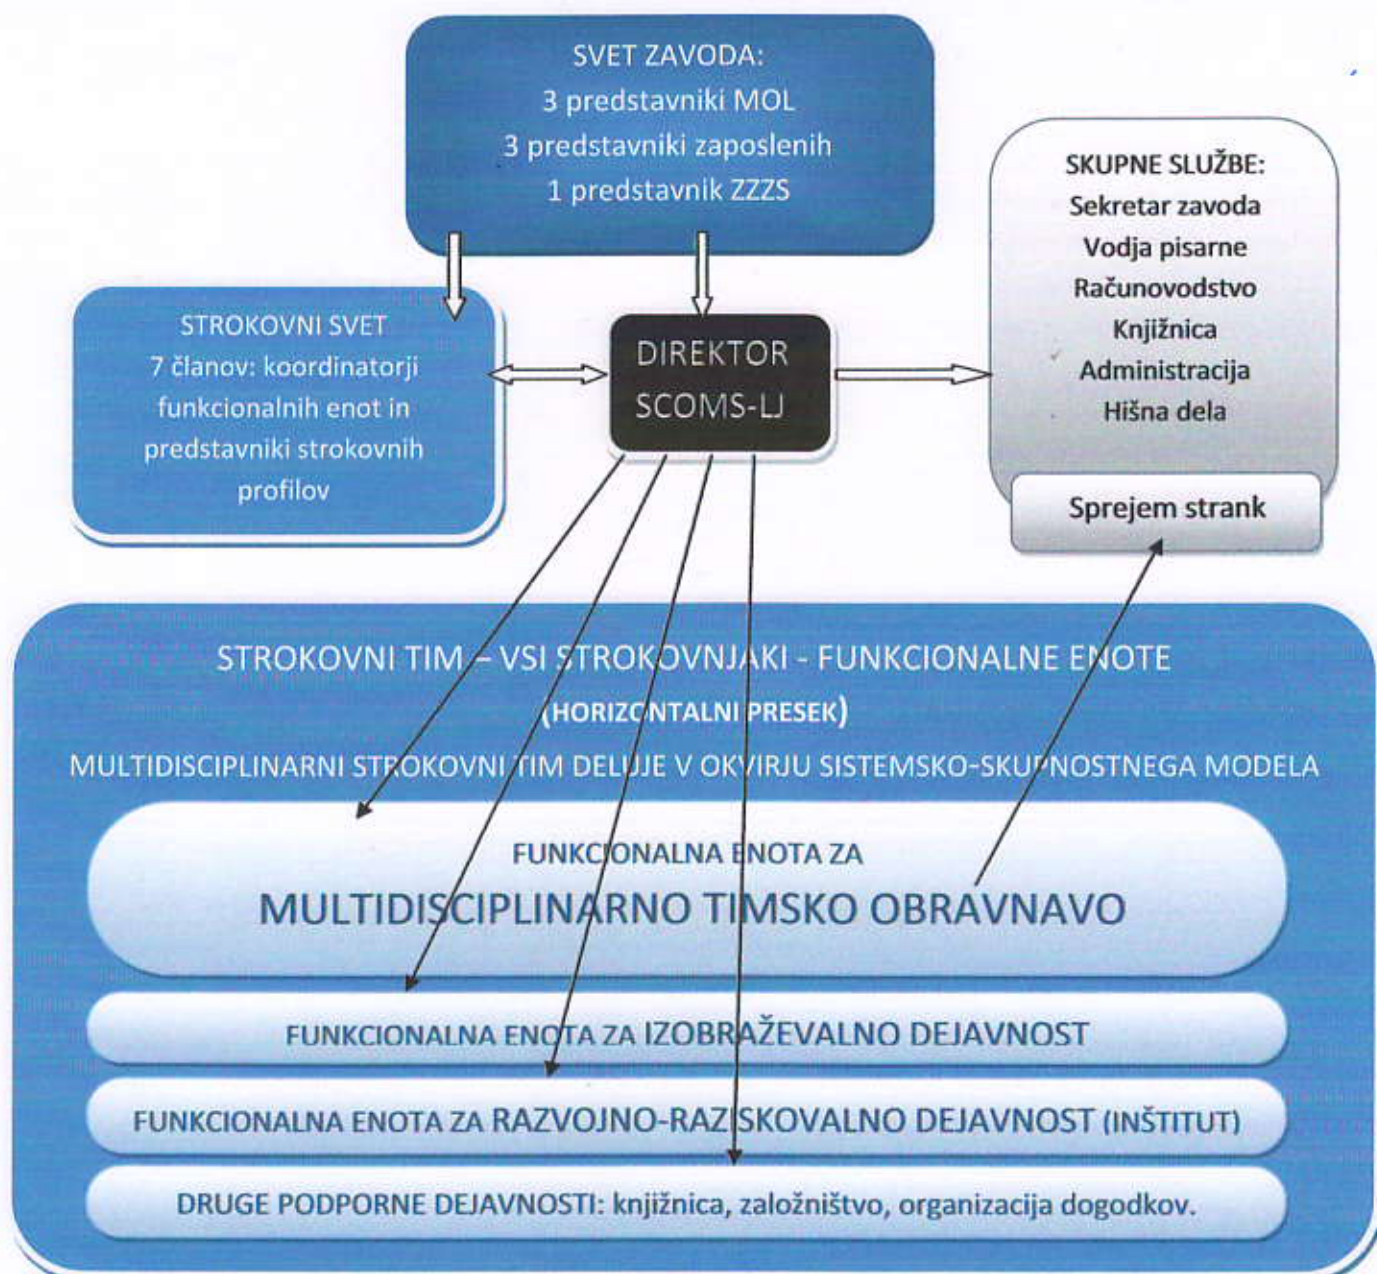 SVET ZAVODA:
3 predstavniki MOL
3 predstavniki zaposlenih
1 predstavnik ZZZS
STROKOVNI SVET
7 članov: koordinatorji
funkcionalnih enot in
predstavniki strokovnih
profilov
DIREKTOR
SCOMS-LJ
SKUPNE SLUŽBE:
Sekretar zavoda
Vodja pisarne
Računovodstvo
Knjižnica
Administracija
Hišna dela
Sprejem strank
STROKOVNI TIM – VSI STROKOVNJAKI - FUNKCIONALNE ENOTE
(HORIZONTALNI PRESEK)
MULTIDISCIPLINARNI STROKOVNI TIM DELUJE V OKVIRJU SISTEMSKO-SKUPNOSTNEGA MODELA
FUNKCIONALNA ENOTA ZA
MULTIDISCIPLINARNO TIMSKO OBRAVNAVO
FUNKCIONALNA ENOTA ZA IZOBRAŽEVALNO DEJAVNOST
FUNKCIONALNA ENOTA ZA RAZVOJNO-RAZISKOVALNO DEJAVNOST (INŠTITUT)
DRUGE PODPORNE DEJAVNOSTI: knjižnica, založništvo, organizacija dogodkov.